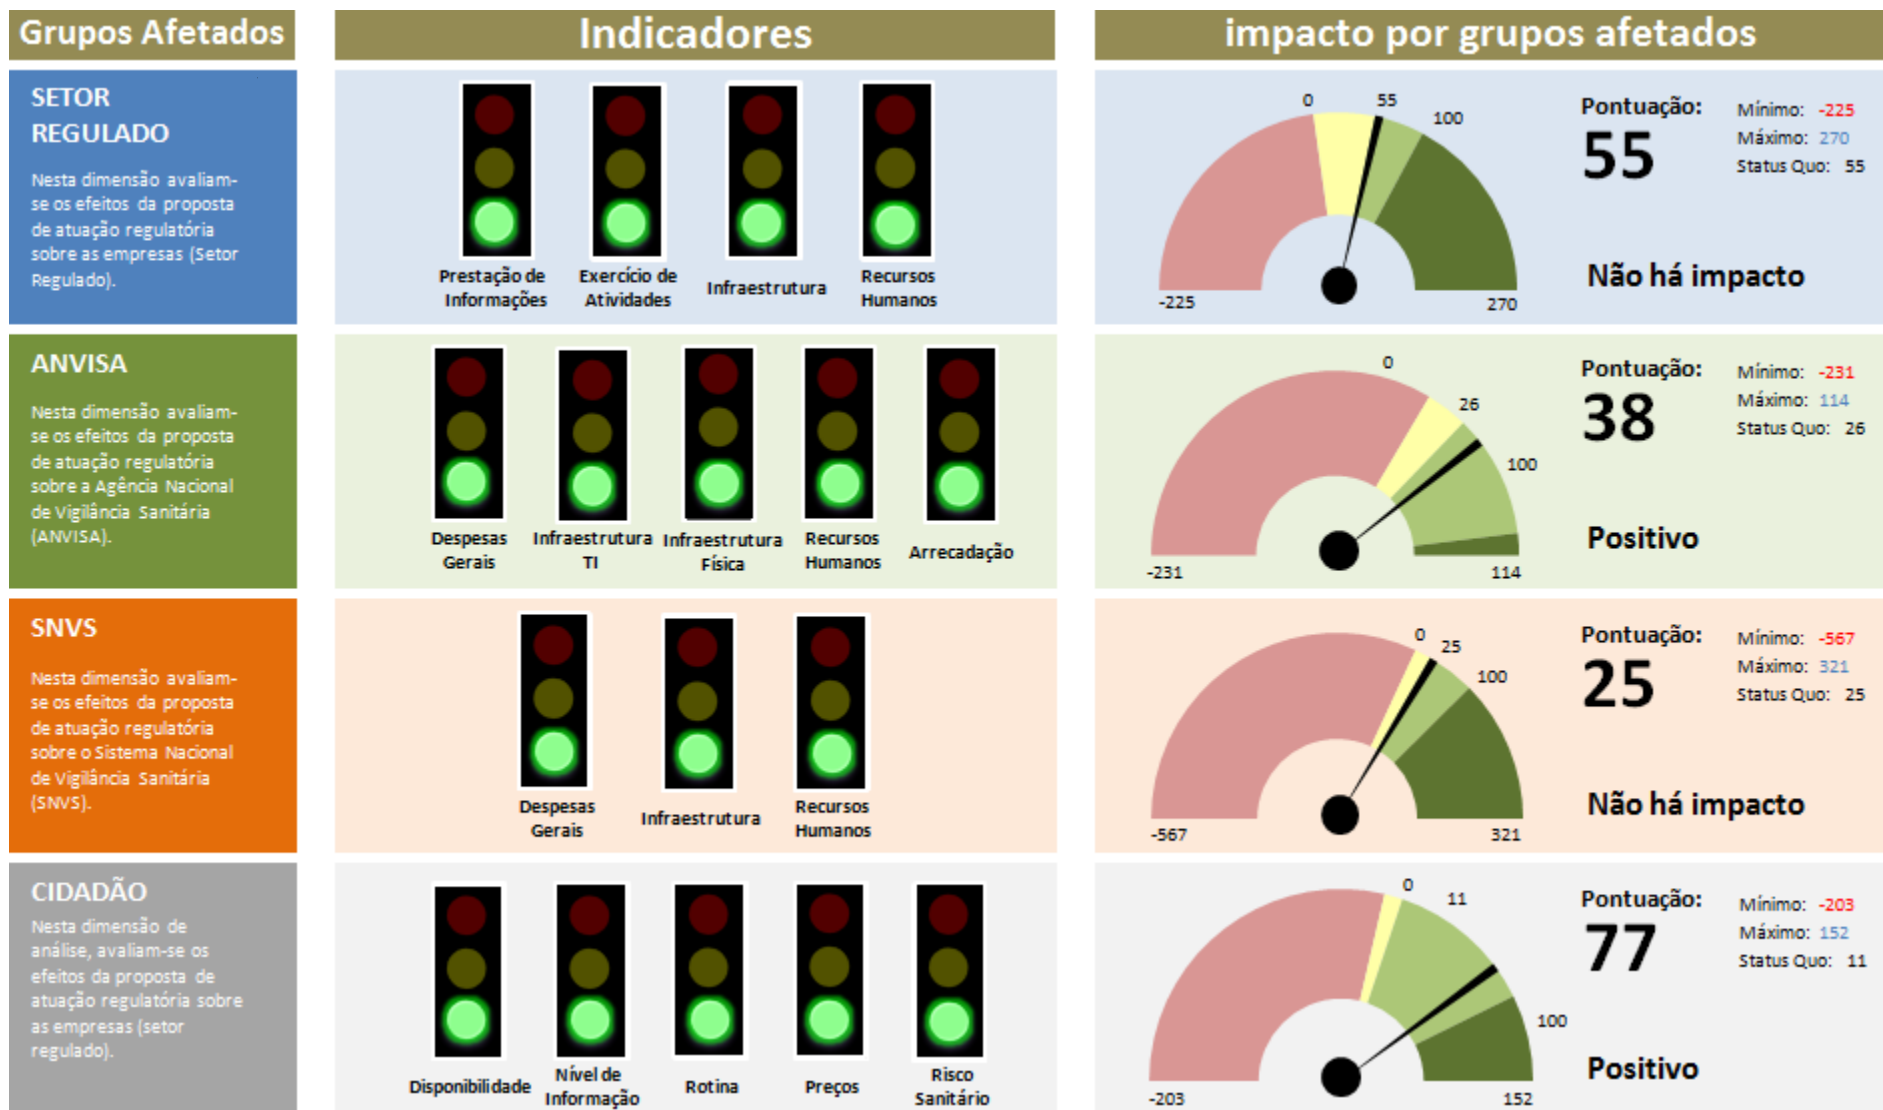 Grupos Afetados
Indicadores
impacto por grupos afetados
SETOR
REGULADO
Nesta dimensão avaliam-
se os efeitos da proposta
de atuação regulatória
sobre as empresas (Setor
Regulado).
Prestação de
Informações
Exercício de
Atividades
Infraestrutura
Recursos
Humanos
0
55
100
-225
270
Pontuação:
55
Mínimo: -225
Máximo: 270
Status Quo: 55
Não há impacto
ANVISA
Nesta dimensão avaliam-
se os efeitos da proposta
de atuação regulatória
sobre a Agência Nacional
de Vigilância Sanitária
(ANVISA).
Despesas
Gerais
Infraestrutura
TI
Infraestrutura
Física
Recursos
Humanos
Arrecadação
0
26
100
-231
114
Pontuação:
38
Mínimo: -231
Máximo: 114
Status Quo: 26
Positivo
SNVS
Nesta dimensão avaliam-
se os efeitos da proposta
de atuação regulatória
sobre o Sistema Nacional
de Vigilância Sanitária
(SNVS).
Despesas
Gerais
Infraestrutura
Recursos
Humanos
0
25
100
-567
321
Pontuação:
25
Mínimo: -567
Máximo: 321
Status Quo: 25
Não há impacto
CIDADÃO
Nesta dimensão de
análise, avaliam-se os
efeitos da proposta de
atuação regulatória sobre
as empresas (setor
regulado).
Disponibilidade
Nível de
Informação
Rotina
Preços
Risco
Sanitário
0
11
100
-203
152
Pontuação:
77
Mínimo: -203
Máximo: 152
Status Quo: 11
Positivo